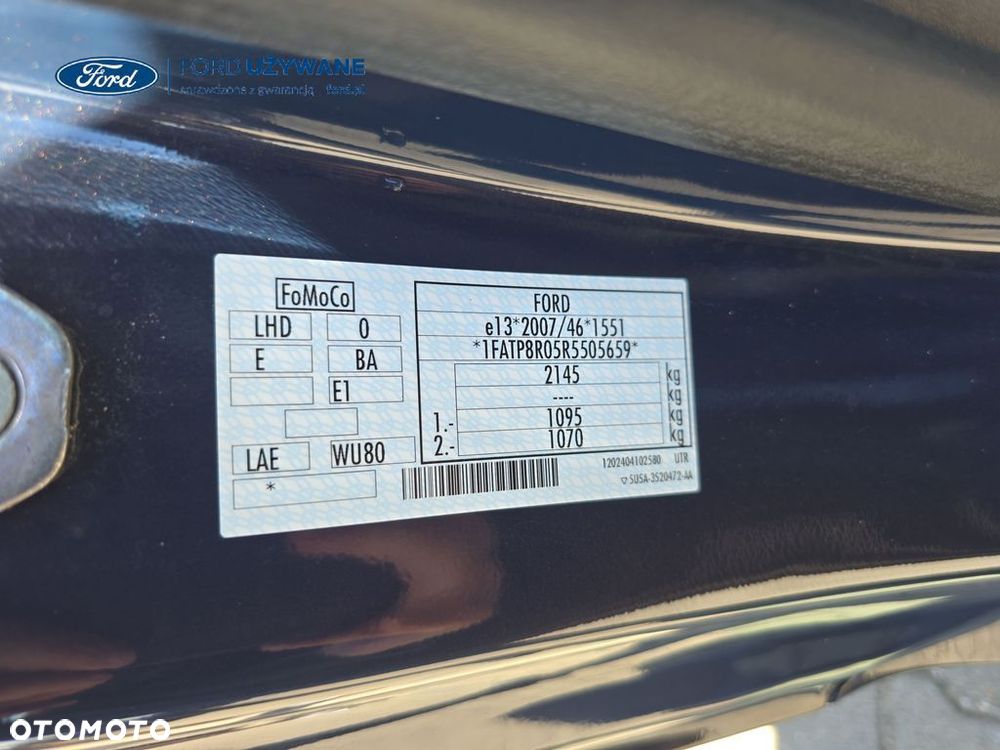 Ford
FORD UŻYWANE
sprawdzone z gwarancją ford.pl
FoMoCo
LHD 0
E BA
E1
LAE WU80
*
FORD
e13*2007/46*1551
*1FATP8R05R5505659*
2145 kg
---- kg
1.- 1095 kg
2.- 1070 kg
1202404102580 UTR
SU5A-3520472-AA
OTOMOTO